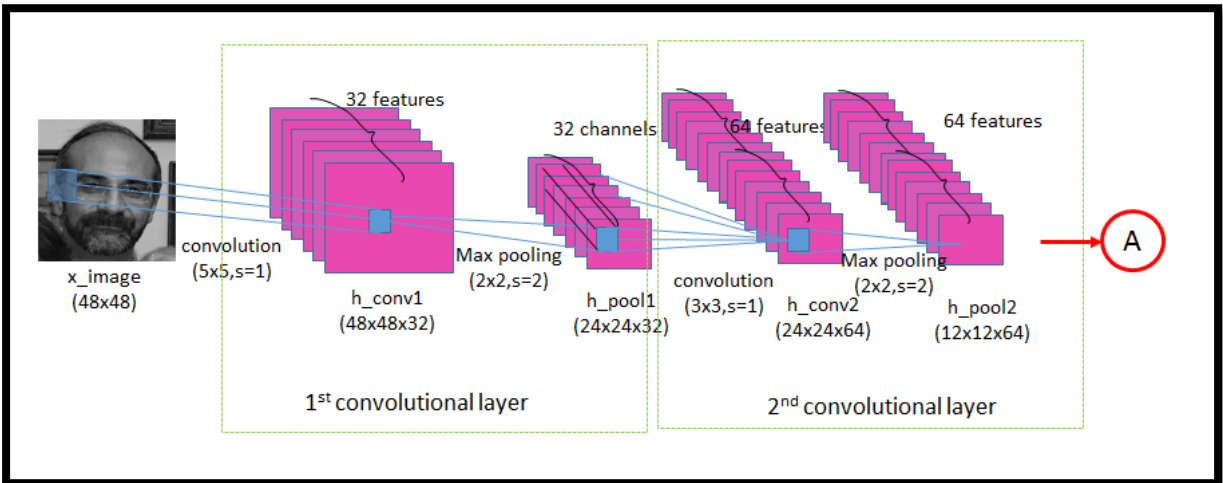 x_image
(48x48)
convolution
(5x5,s=1)
32 features
h_conv1
(48x48x32)
Max pooling
(2x2,s=2)
32 channels
h_pool1
(24x24x32)
1st convolutional layer
convolution
(3x3,s=1)
64 features
h_conv2
(24x24x64)
Max pooling
(2x2,s=2)
64 features
h_pool2
(12x12x64)
2nd convolutional layer
A